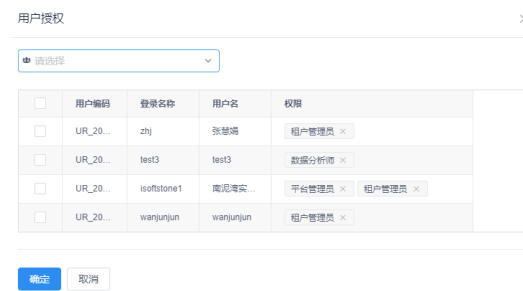 用户授权
请选择
用户编码 登录名称 用户名 权限
UR_20... zhj 张慧娟 租户管理员
UR_20... test3 test3 数据分析师
UR_20... isoftstone1 南泥湾实... 平台管理员 租户管理员
UR_20... wanjunjun wanjunjun 租户管理员
确定 取消